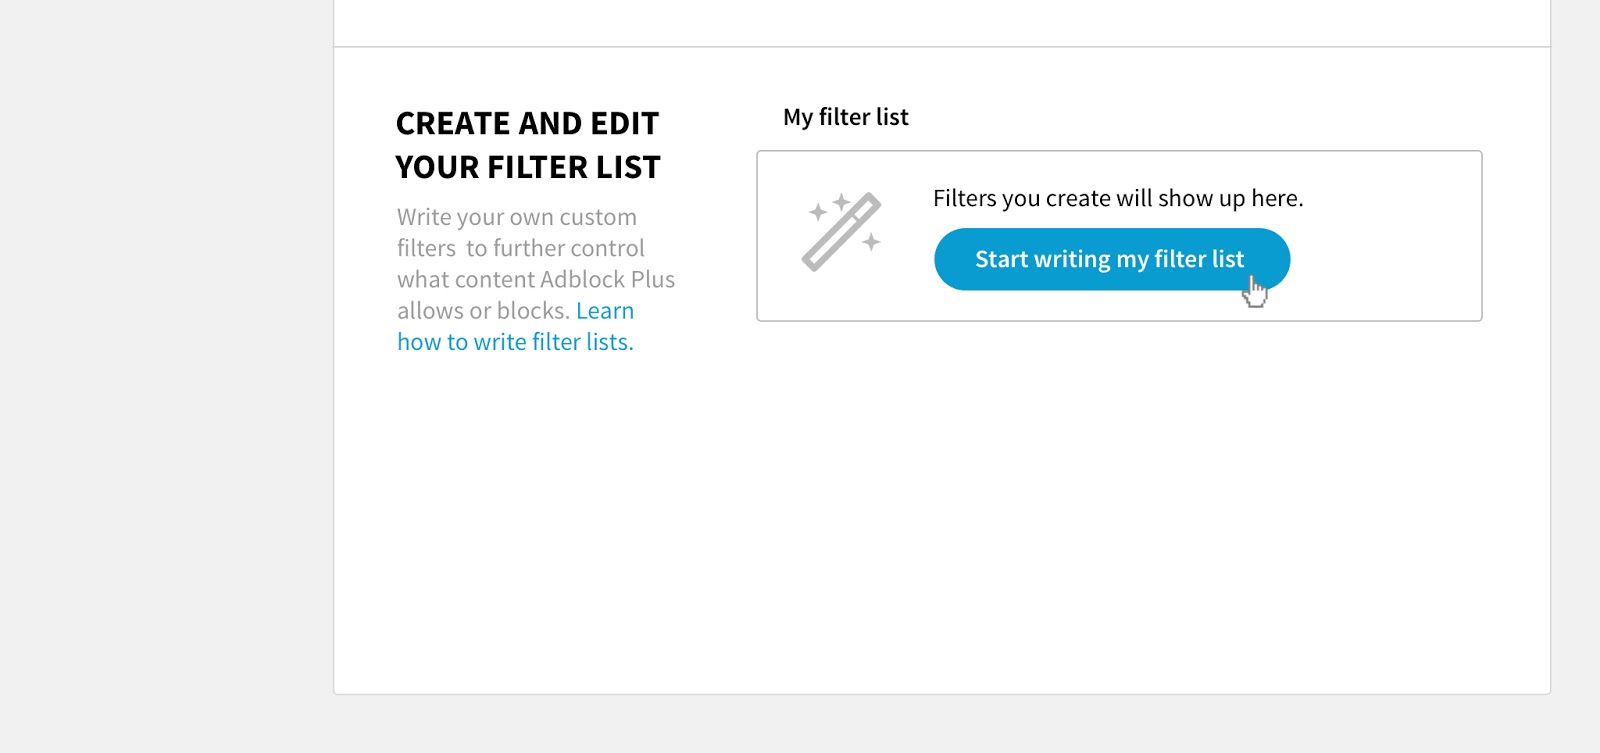 CREATE AND EDIT
YOUR FILTER LIST
Write your own custom
filters  to further control
what content Adblock Plus
allows or blocks. Learn
how to write filter lists.
My filter list
Filters you create will show up here.
Start writing my filter list